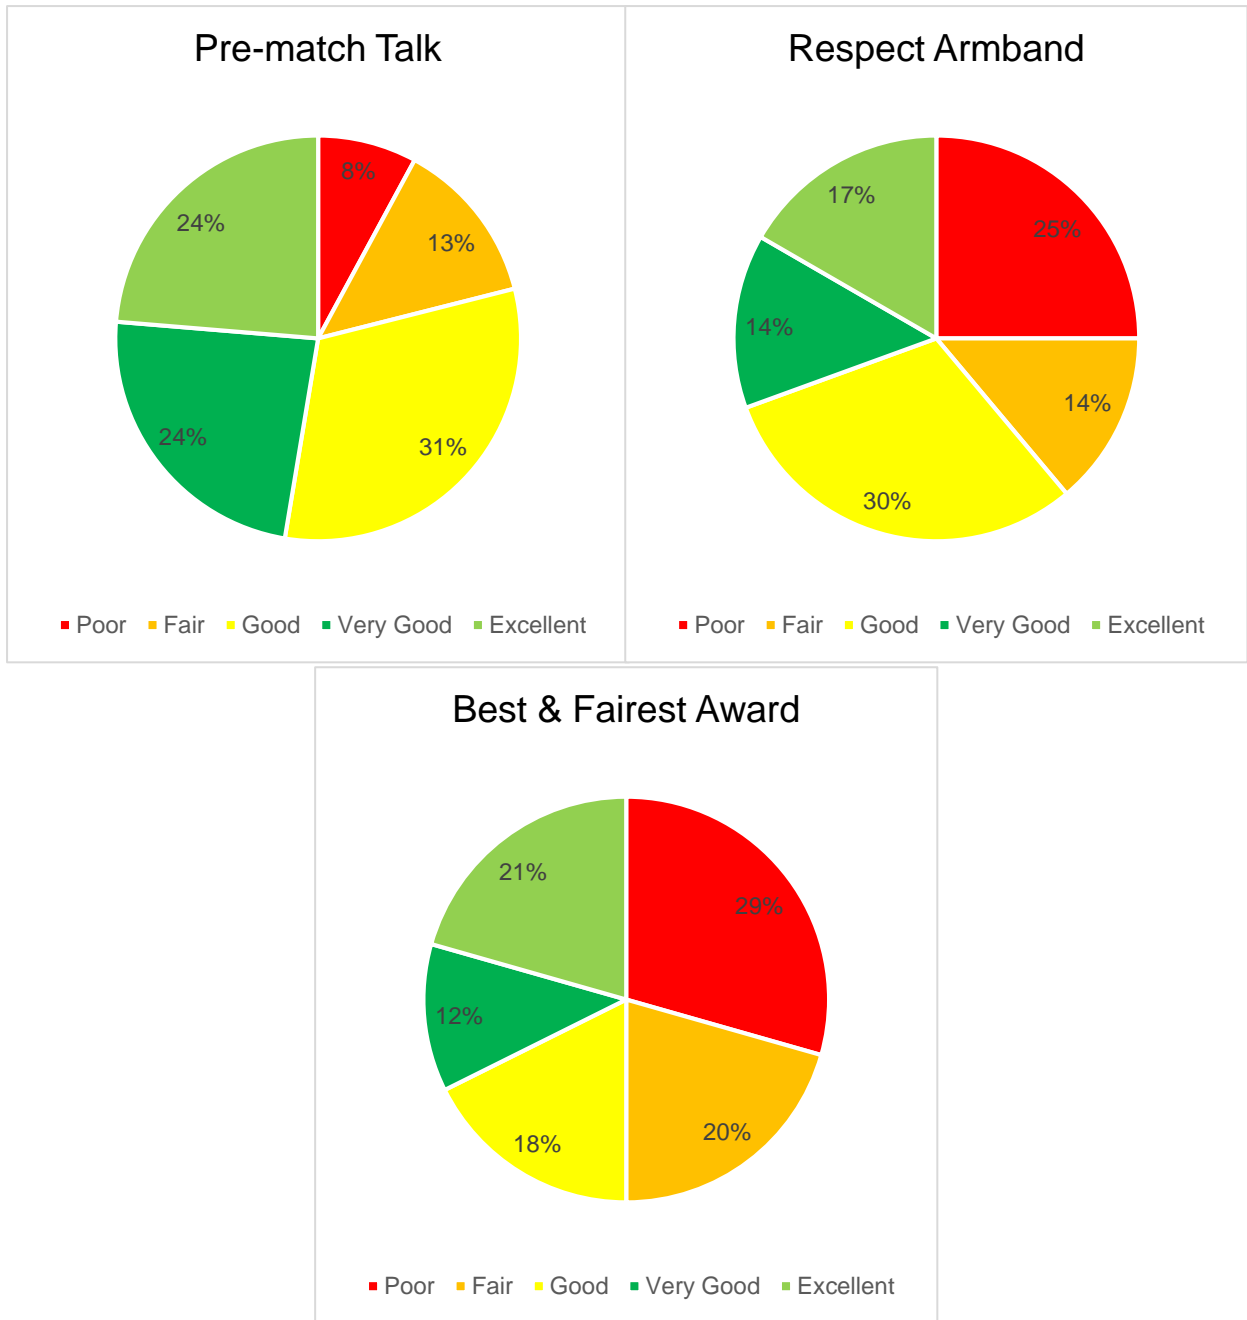 Pre-match Talk
8%
13%
31%
24%
24%
Poor Fair Good Very Good Excellent
Respect Armband
25%
14%
30%
14%
17%
Poor Fair Good Very Good Excellent
Best & Fairest Award
29%
20%
18%
12%
21%
Poor Fair Good Very Good Excellent